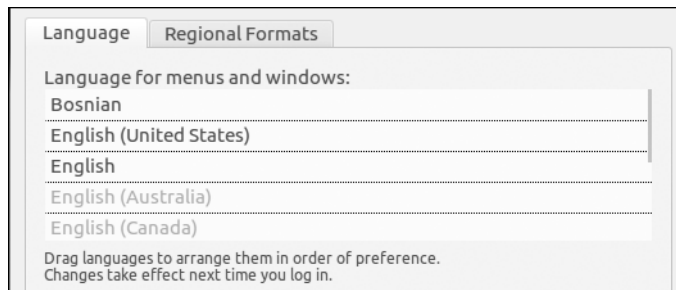 Language
Regional Formats
Language for menus and windows:
Bosnian
English (United States)
English
English (Australia)
English (Canada)
Drag languages to arrange them in order of preference.
Changes take effect next time you log in.